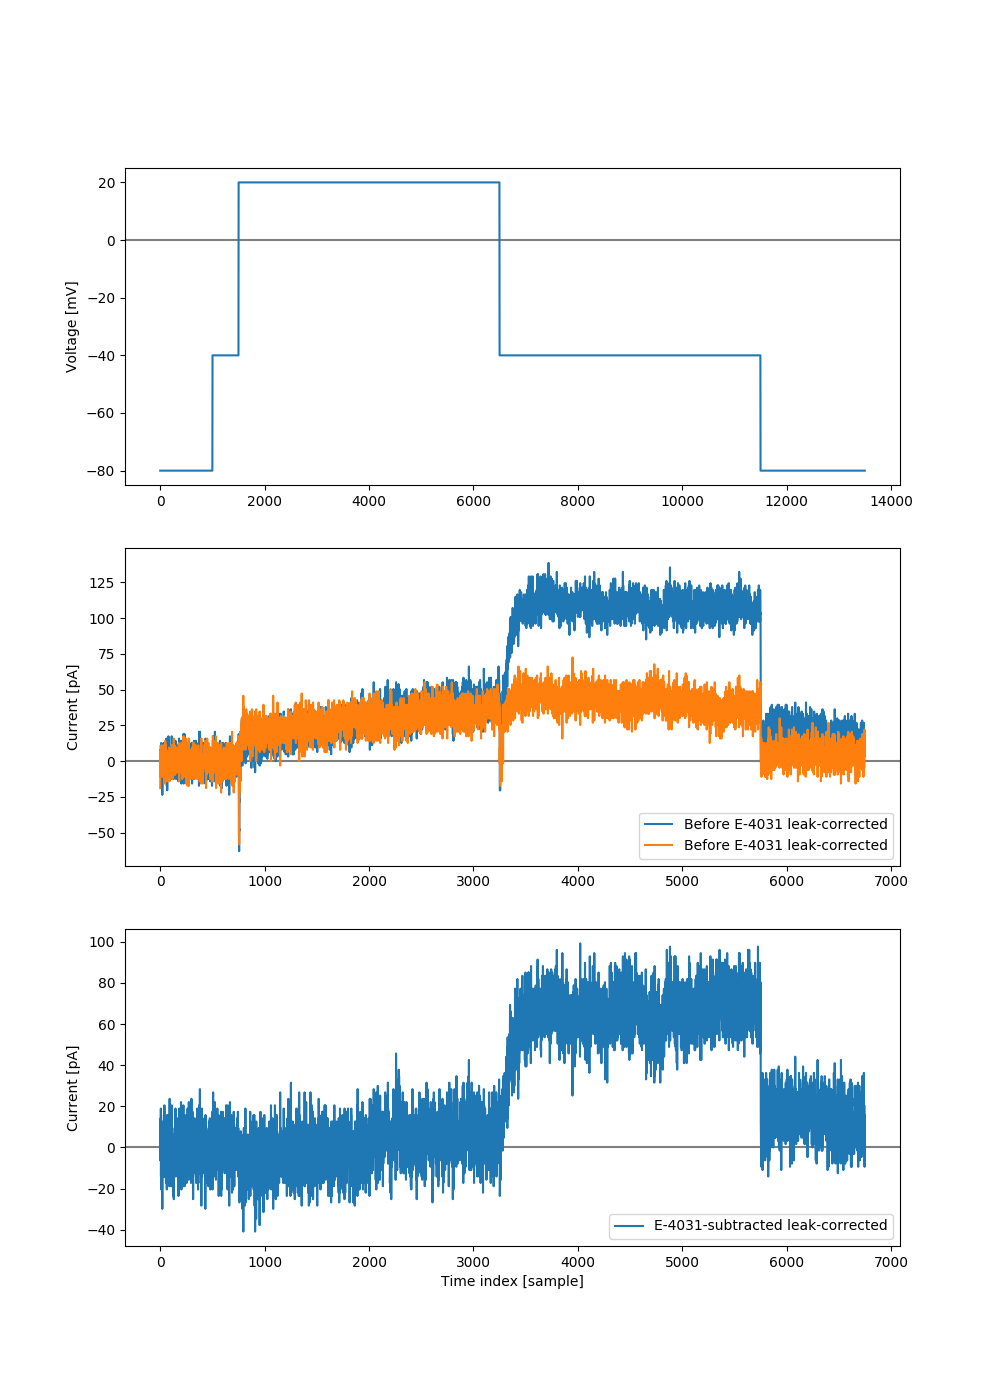 Voltage [mV]
20
0
−20
−40
−60
−80
0 2000 4000 6000 8000 10000 12000 14000
Current [pA]
125
100
75
50
25
0
−25
−50
Before E-4031 leak-corrected
Before E-4031 leak-corrected
0 1000 2000 3000 4000 5000 6000 7000
Current [pA]
100
80
60
40
20
0
−20
−40
E-4031-subtracted leak-corrected
0 1000 2000 3000 4000 5000 6000 7000
Time index [sample]